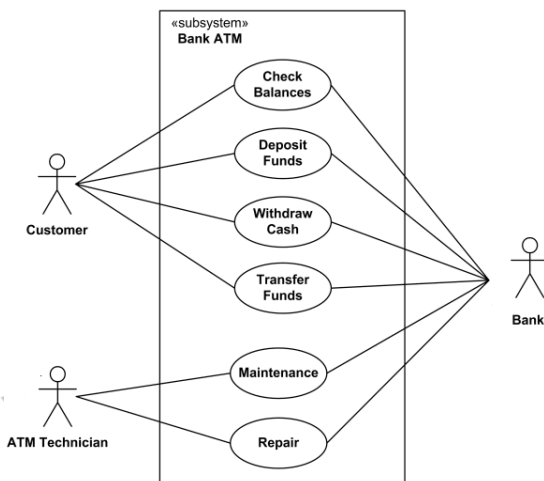 «subsystem»
Bank ATM
Check
Balances
Deposit
Funds
Customer
Withdraw
Cash
Transfer
Funds
Bank
Maintenance
ATM Technician
Repair